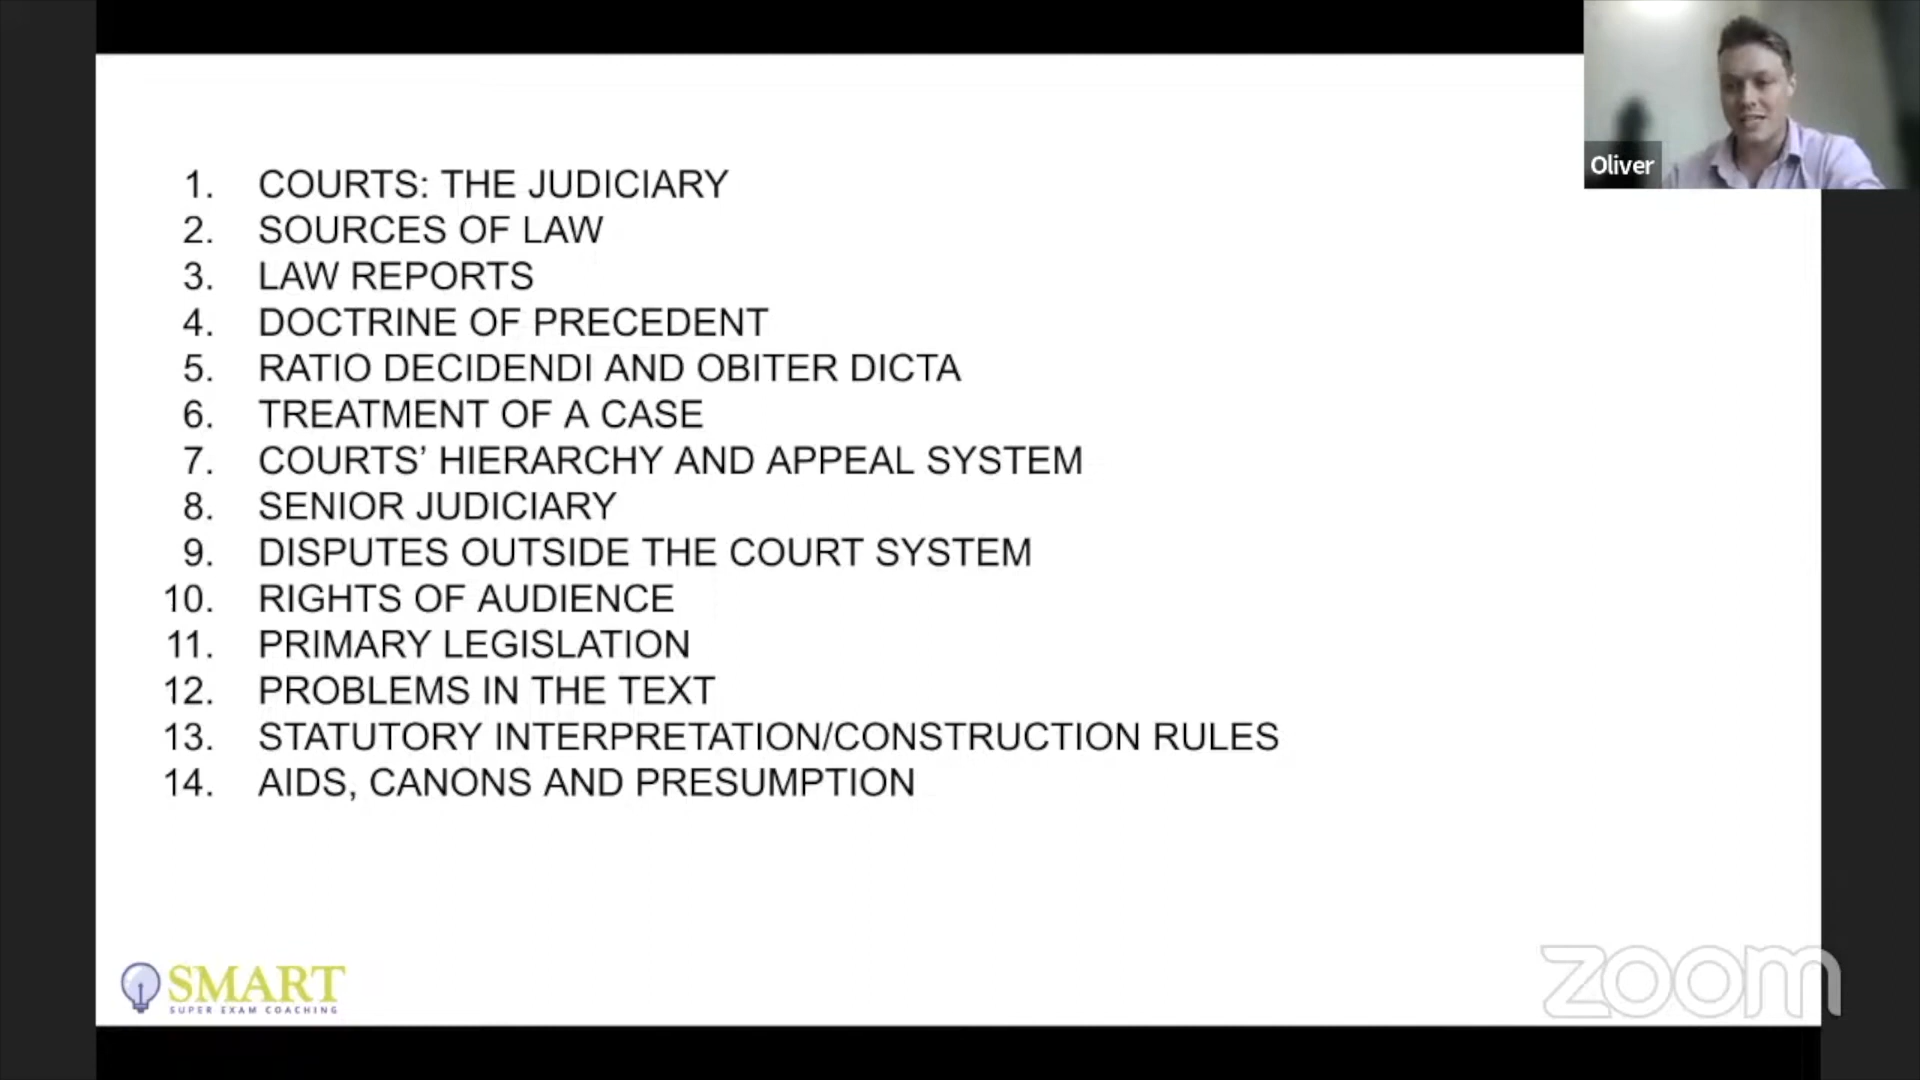 Oliver
1. COURTS: THE JUDICIARY
2. SOURCES OF LAW
3. LAW REPORTS
4. DOCTRINE OF PRECEDENT
5. RATIO DECIDENDI AND OBITER DICTA
6. TREATMENT OF A CASE
7. COURTS’ HIERARCHY AND APPEAL SYSTEM
8. SENIOR JUDICIARY
9. DISPUTES OUTSIDE THE COURT SYSTEM
10. RIGHTS OF AUDIENCE
11. PRIMARY LEGISLATION
12. PROBLEMS IN THE TEXT
13. STATUTORY INTERPRETATION/CONSTRUCTION RULES
14. AIDS, CANONS AND PRESUMPTION
SMART
SUPER EXAM COACHING
zoom